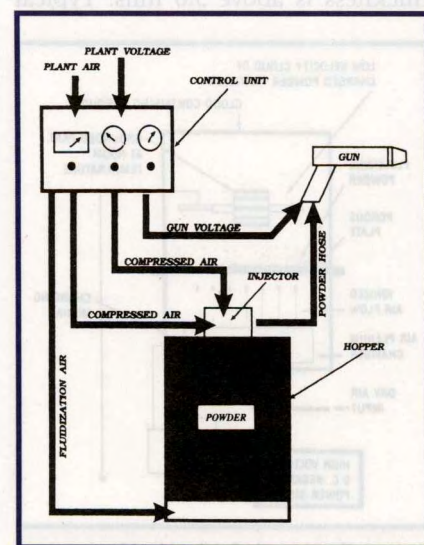 PLANT VOLTAGE
PLANT AIR
CONTROL UNIT
GUN
GUN VOLTAGE
COMPRESSED AIR
INJECTOR
POWDER HOSE
COMPRESSED AIR
HOPPER
FLUIDIZATION AIR
POWDER